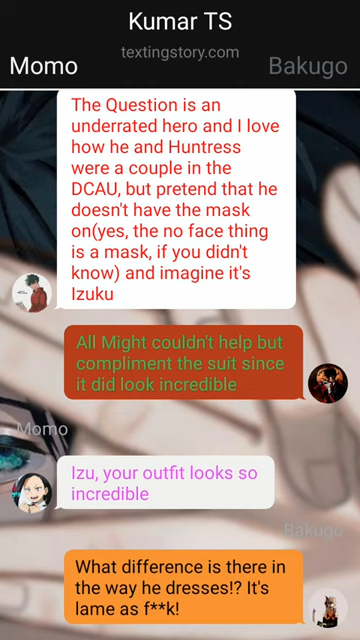 Kumar TS
textingstory.com
Momo
Bakugo
The Question is an
underrated hero and I love
how he and Huntress
were a couple in the
DCAU, but pretend that he
doesn't have the mask
on(yes, the no face thing
is a mask, if you didn't
know) and imagine it's
Izuku
All Might couldn't help but
compliment the suit since
it did look incredible
Momo
Izu, your outfit looks so
incredible
Bakugo
What difference is there in
the way he dresses!? It's
lame as f**k!